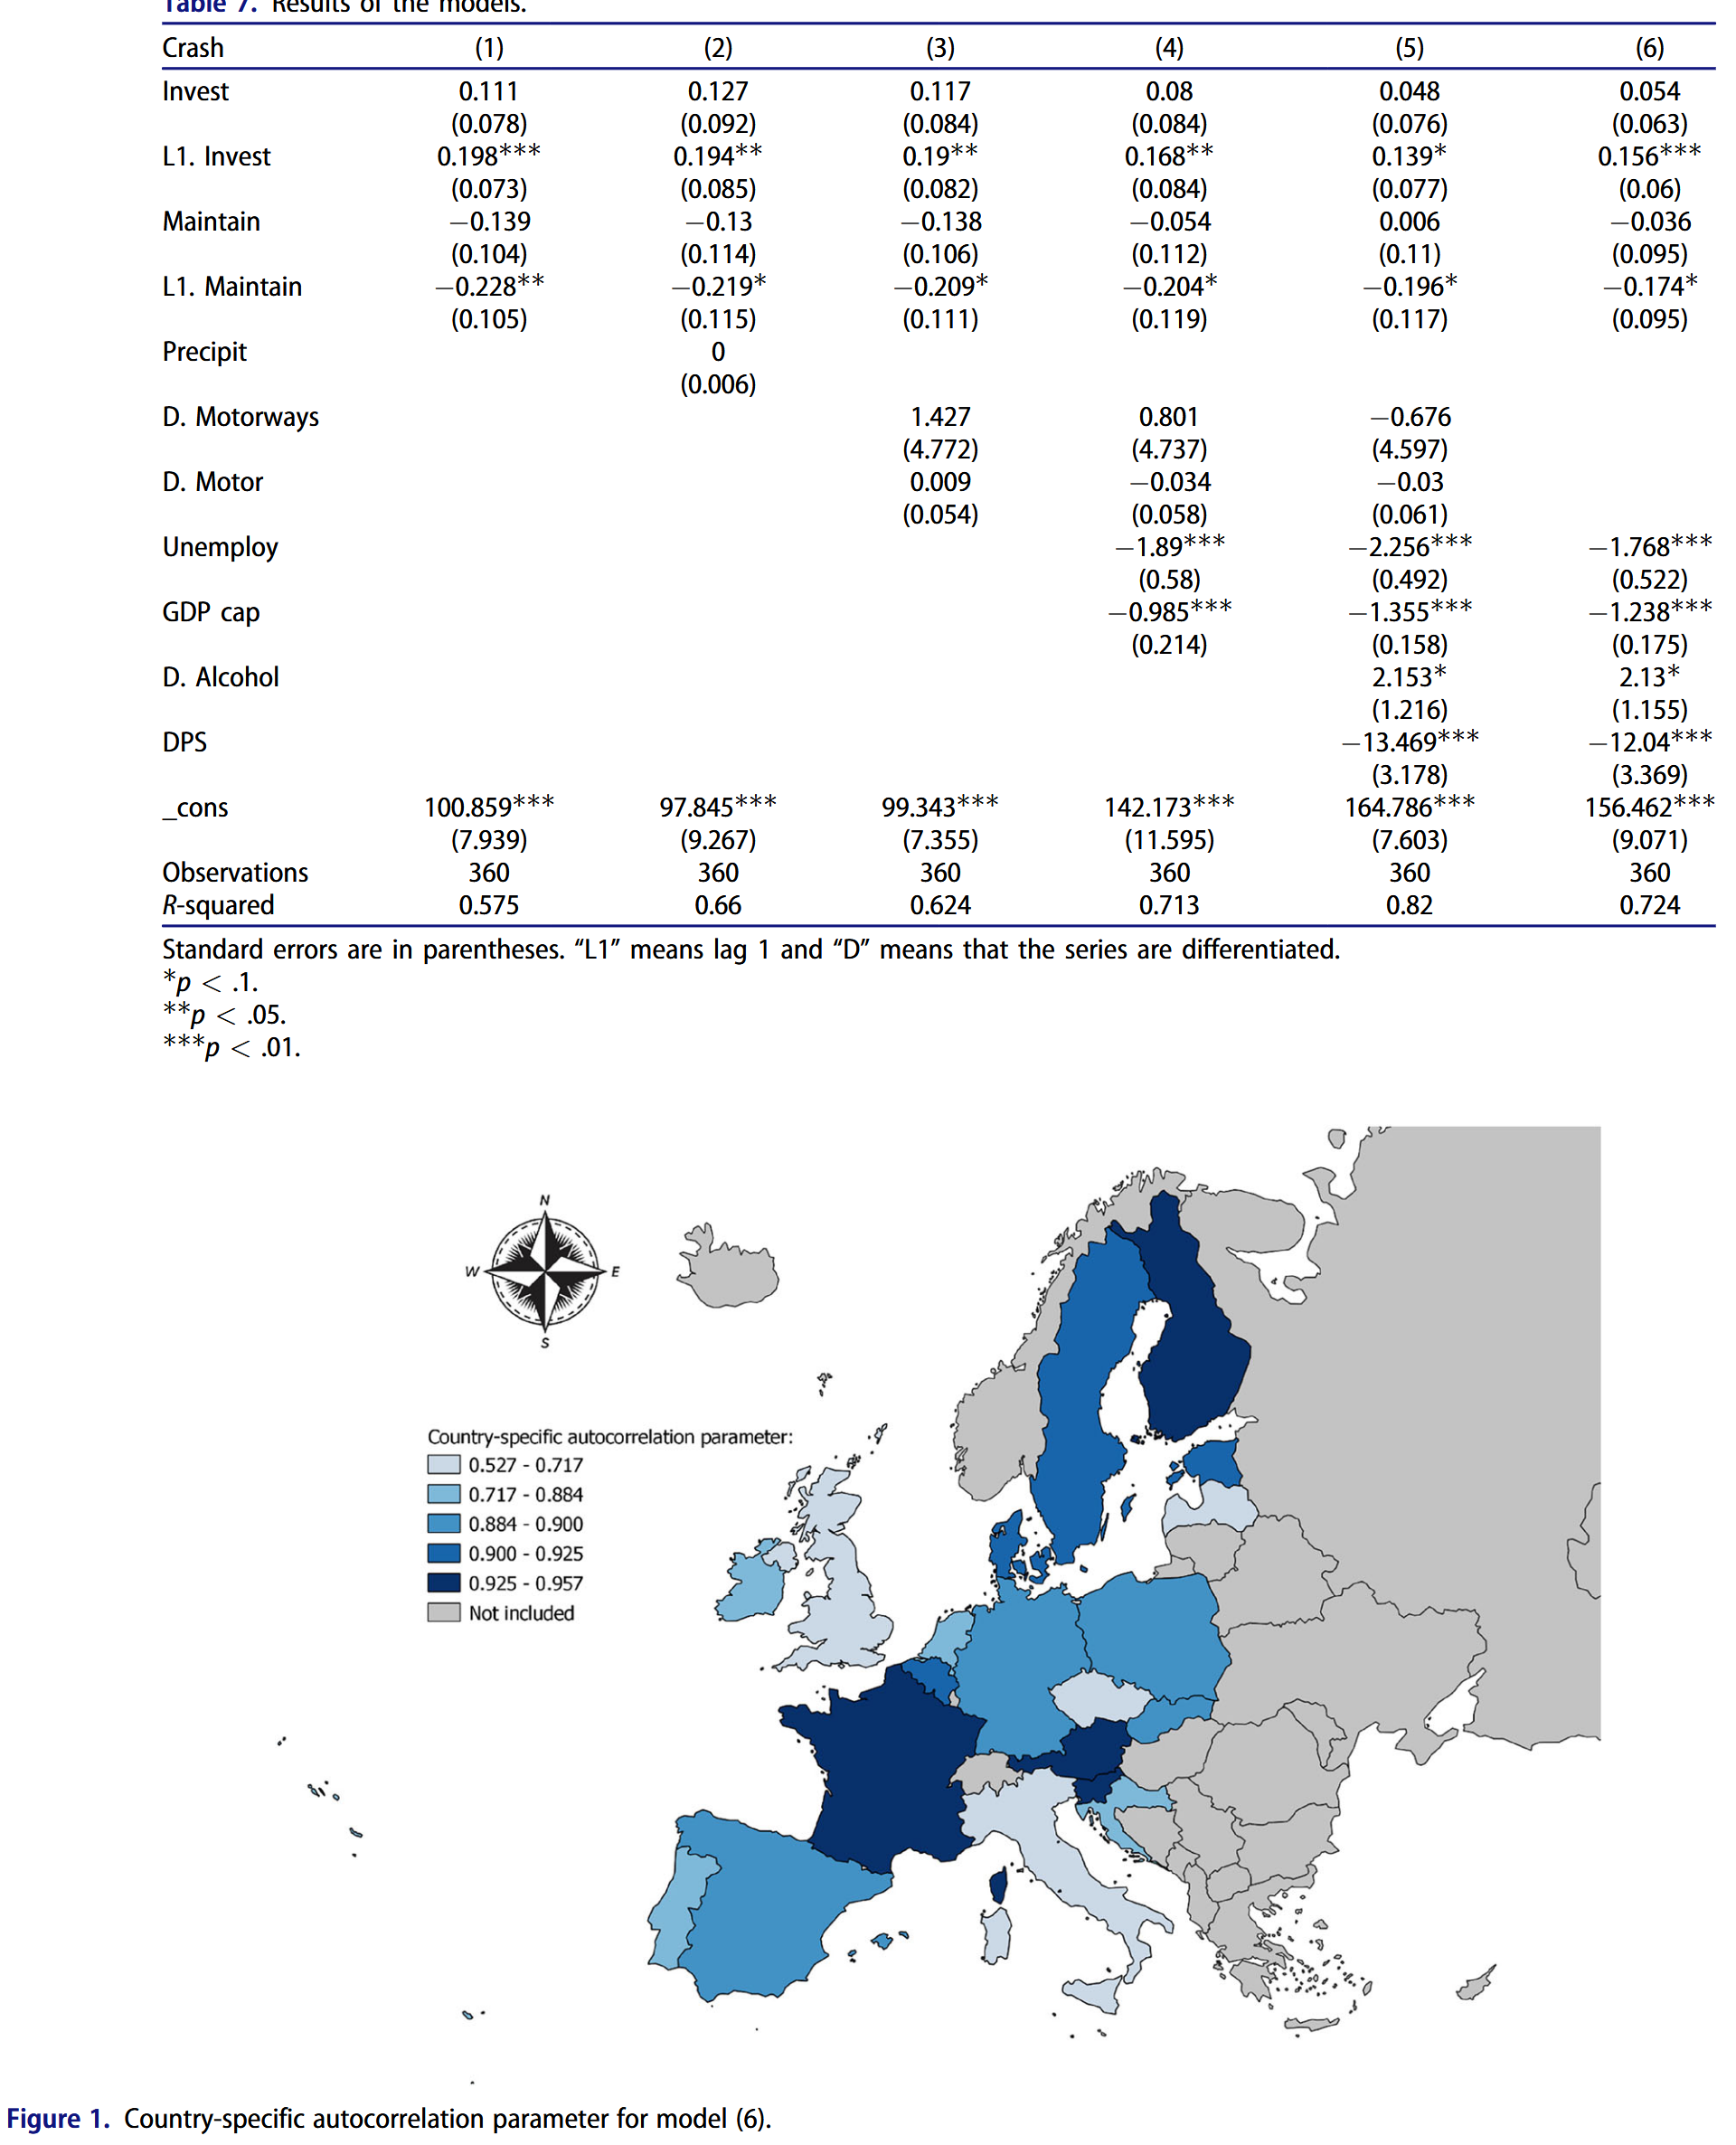 Table 7. Results of the models.
Crash (1) (2) (3) (4) (5) (6)
Invest 0.111 0.127 0.117 0.08 0.048 0.054
(0.078) (0.092) (0.084) (0.084) (0.076) (0.063)
L1. Invest 0.198*** 0.194** 0.19** 0.168** 0.139* 0.156***
(0.073) (0.085) (0.082) (0.084) (0.077) (0.06)
Maintain −0.139 −0.13 −0.138 −0.054 0.006 −0.036
(0.104) (0.114) (0.106) (0.112) (0.11) (0.095)
L1. Maintain −0.228** −0.219* −0.209* −0.204* −0.196* −0.174*
(0.105) (0.115) (0.111) (0.119) (0.117) (0.095)
Precipit 0
(0.006)
D. Motorways 1.427 0.801 −0.676
(4.772) (4.737) (4.597)
D. Motor 0.009 −0.034 −0.03
(0.054) (0.058) (0.061)
Unemploy −1.89*** −2.256*** −1.768***
(0.58) (0.492) (0.522)
GDP cap −0.985*** −1.355*** −1.238***
(0.214) (0.158) (0.175)
D. Alcohol 2.153* 2.13*
(1.216) (1.155)
DPS −13.469*** −12.04***
(3.178) (3.369)
_cons 100.859*** 97.845*** 99.343*** 142.173*** 164.786*** 156.462***
(7.939) (9.267) (7.355) (11.595) (7.603) (9.071)
Observations 360 360 360 360 360 360
R-squared 0.575 0.66 0.624 0.713 0.82 0.724
Standard errors are in parentheses. “L1” means lag 1 and “D” means that the series are differentiated.
*p < .1.
**p < .05.
***p < .01.
N
W E
S
Country-specific autocorrelation parameter:
0.527 - 0.717
0.717 - 0.884
0.884 - 0.900
0.900 - 0.925
0.925 - 0.957
Not included
Figure 1. Country-specific autocorrelation parameter for model (6).